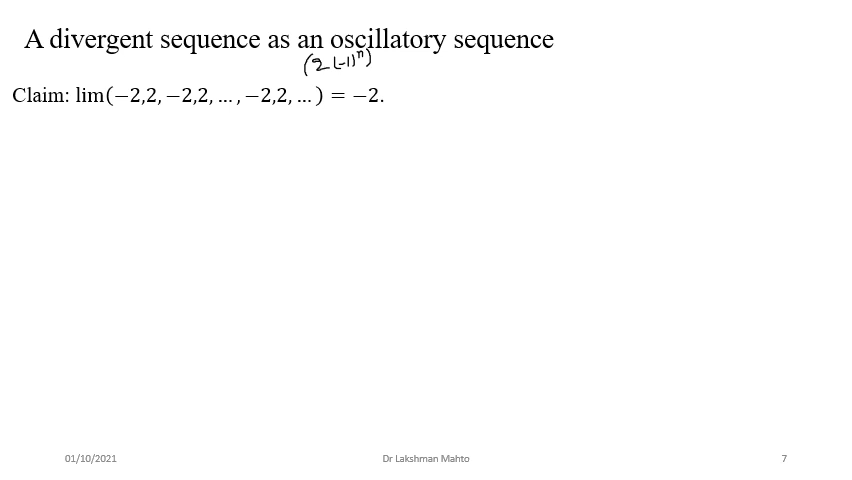 A divergent sequence as an oscillatory sequence
(2 (-1)ⁿ)
Claim: lim(−2,2, −2,2, … , −2,2, … ) = −2.
01/10/2021
Dr Lakshman Mahto
7